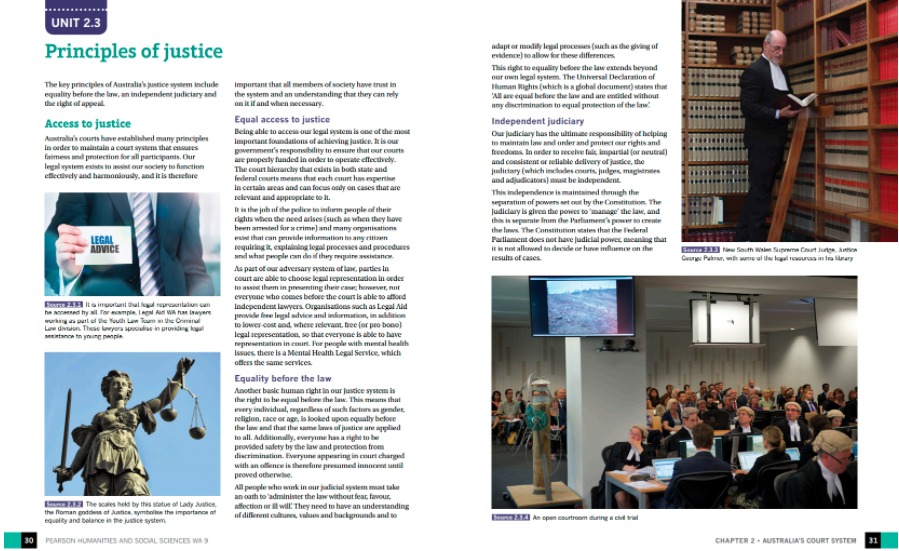 UNIT 2.3
Principles of justice
The key principles of Australia's justice system include
equality before the law, an independent judiciary and
the right of appeal.
Access to justice
Australia's courts have established many principles
in order to maintain a court system that ensures
fairness and protection for all participants. Our
legal system exists to assist our society to function
effectively and harmoniously, and it is therefore
LEGAL
ADVICE
Source 2.3.1 It is important that legal representation can
be accessed by all. For example, Legal Aid WA has lawyers
working as part of the Youth Law Team in the Criminal
Law division. These lawyers specialise in providing legal
assistance to young people.
Source 2.3.2 The scales held by this statue of Lady Justice,
the Roman goddess of Justice, symbolise the importance of
equality and balance in the justice system.
important that all members of society have trust in
the system and an understanding that they can rely
on it if and when necessary.
Equal access to justice
Being able to access our legal system is one of the most
important foundations of achieving justice. It is our
government's responsibility to ensure that our courts
are properly funded in order to operate effectively.
The court hierarchy that exists in both state and
federal courts means that each court has expertise
in certain areas and can focus only on cases that are
relevant and appropriate to it.
It is the job of the police to inform people of their
rights when the need arises (such as when they have
been arrested for a crime) and many organisations
exist that can provide information to any citizen
requiring it, explaining legal processes and procedures
and what people can do if they require assistance.
As part of our adversary system of law, parties in
court are able to choose legal representation in order
to assist them in presenting their case; however, not
everyone who comes before the court is able to afford
independent lawyers. Organisations such as Legal Aid
provide free legal advice and information, in addition
to lower-cost and, where relevant, free (or pro bono)
legal representation, so that everyone is able to have
representation in court. For people with mental health
issues, there is a Mental Health Legal Service, which
offers the same services.
Equality before the law
Another basic human right in our justice system is
the right to be equal before the law. This means that
every individual, regardless of such factors as gender,
religion, race or age, is looked upon equally before
the law and that the same laws of justice are applied
to all. Additionally, everyone has a right to be
provided safety by the law and protection from
discrimination. Everyone appearing in court charged
with an offence is therefore presumed innocent until
proved otherwise.
All people who work in our judicial system must take
an oath to 'administer the law without fear, favour,
affection or ill will'. They need to have an understanding
of different cultures, values and backgrounds and to
30 PEARSON HUMANITIES AND SOCIAL SCIENCES WA 9
adapt or modify legal processes (such as the giving of
evidence) to allow for these differences.
This right to equality before the law extends beyond
our own legal system. The Universal Declaration of
Human Rights (which is a global document) states that
'All are equal before the law and are entitled without
any discrimination to equal protection of the law'.
Independent judiciary
Our judiciary has the ultimate responsibility of helping
to maintain law and order and protect our rights and
freedoms. In order to receive fair, impartial (or neutral)
and consistent or reliable delivery of justice, the
judiciary (which includes courts, judges, magistrates
and adjudicators) must be independent.
This independence is maintained through the
separation of powers set out by the Constitution. The
judiciary is given the power to 'manage' the law, and
this is separate from the Parliament's power to create
the laws. The Constitution states that the Federal
Parliament does not have judicial power, meaning that
it is not allowed to decide or have influence on the
results of cases.
Source 2.3.3 New South Wales Supreme Court Judge, Justice
George Palmer, with some of the legal resources in his library
Source 2.3.4 An open courtroom during a civil trial
CHAPTER 2 • AUSTRALIA'S COURT SYSTEM 31